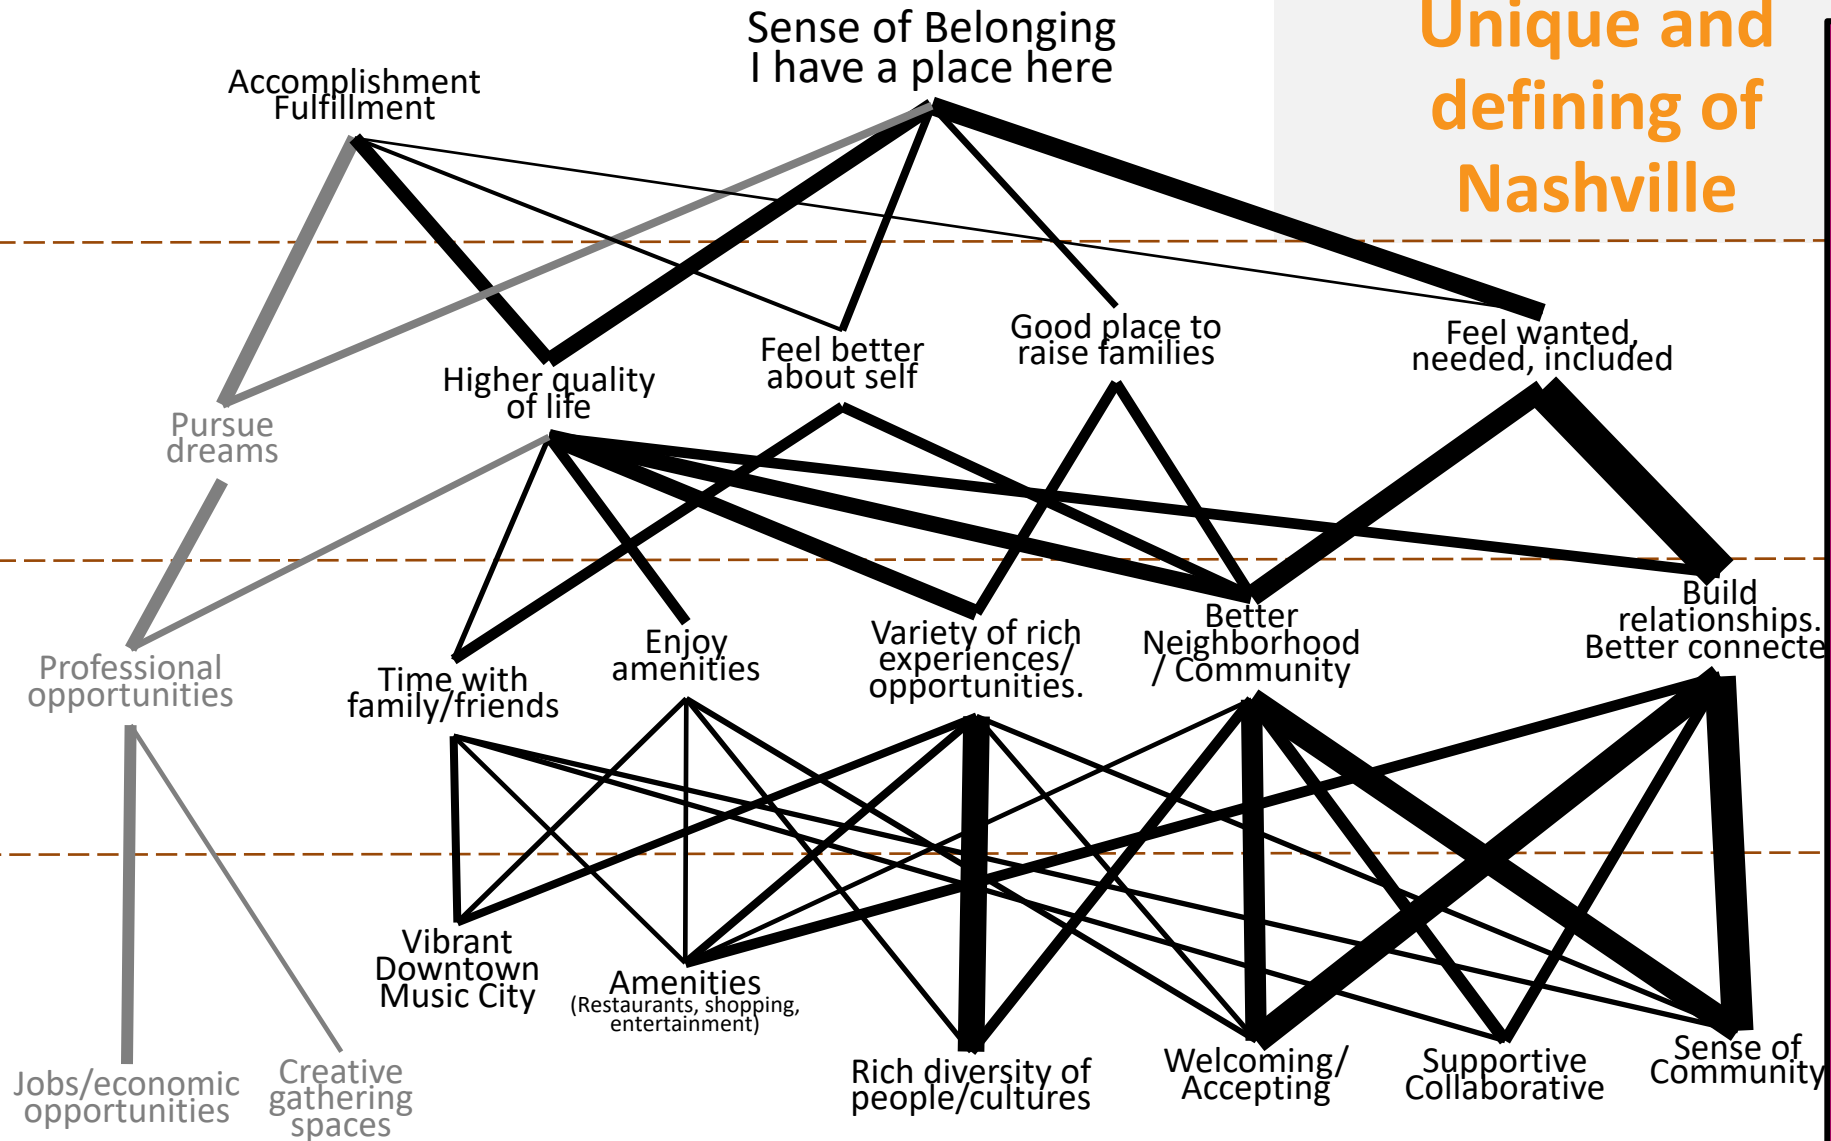 Unique and
defining of
Nashville
Sense of Belonging
I have a place here
Accomplishment
Fulfillment
Pursue
dreams
Higher quality
of life
Feel better
about self
Good place to
raise families
Feel wanted,
needed, included
Professional
opportunities
Time with
family/friends
Enjoy
amenities
Variety of rich
experiences/
opportunities.
Better
Neighborhood
/ Community
Build
relationships.
Better connecte
Jobs/economic
opportunities
Creative
gathering
spaces
Vibrant
Downtown
Music City
Amenities
(Restaurants, shopping,
entertainment)
Rich diversity of
people/cultures
Welcoming/
Accepting
Supportive
Collaborative
Sense of
Community